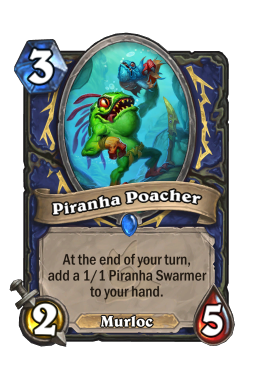 3
Piranha Poacher
At the end of your turn,
add a 1/1 Piranha Swarmer
to your hand.
2
Murloc
5